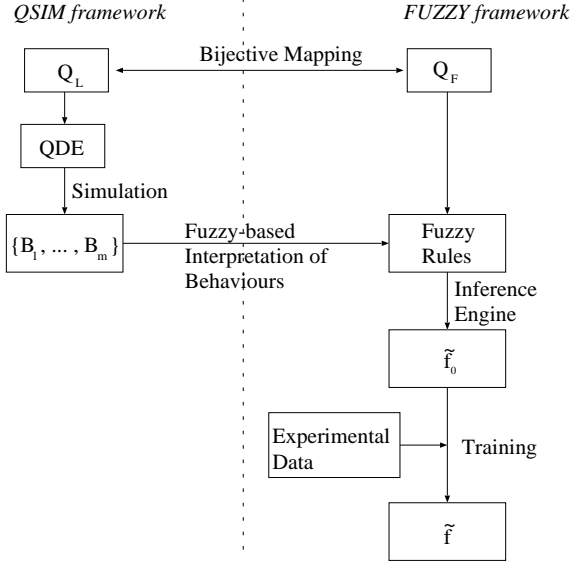 QSIM framework
FUZZY framework
Bijective Mapping
Q_L
Q_F
QDE
Simulation
{B_1, ... , B_m}
Fuzzy-based
Interpretation of
Behaviours
Fuzzy
Rules
Inference
Engine
f̃_0
Experimental
Data
Training
f̃